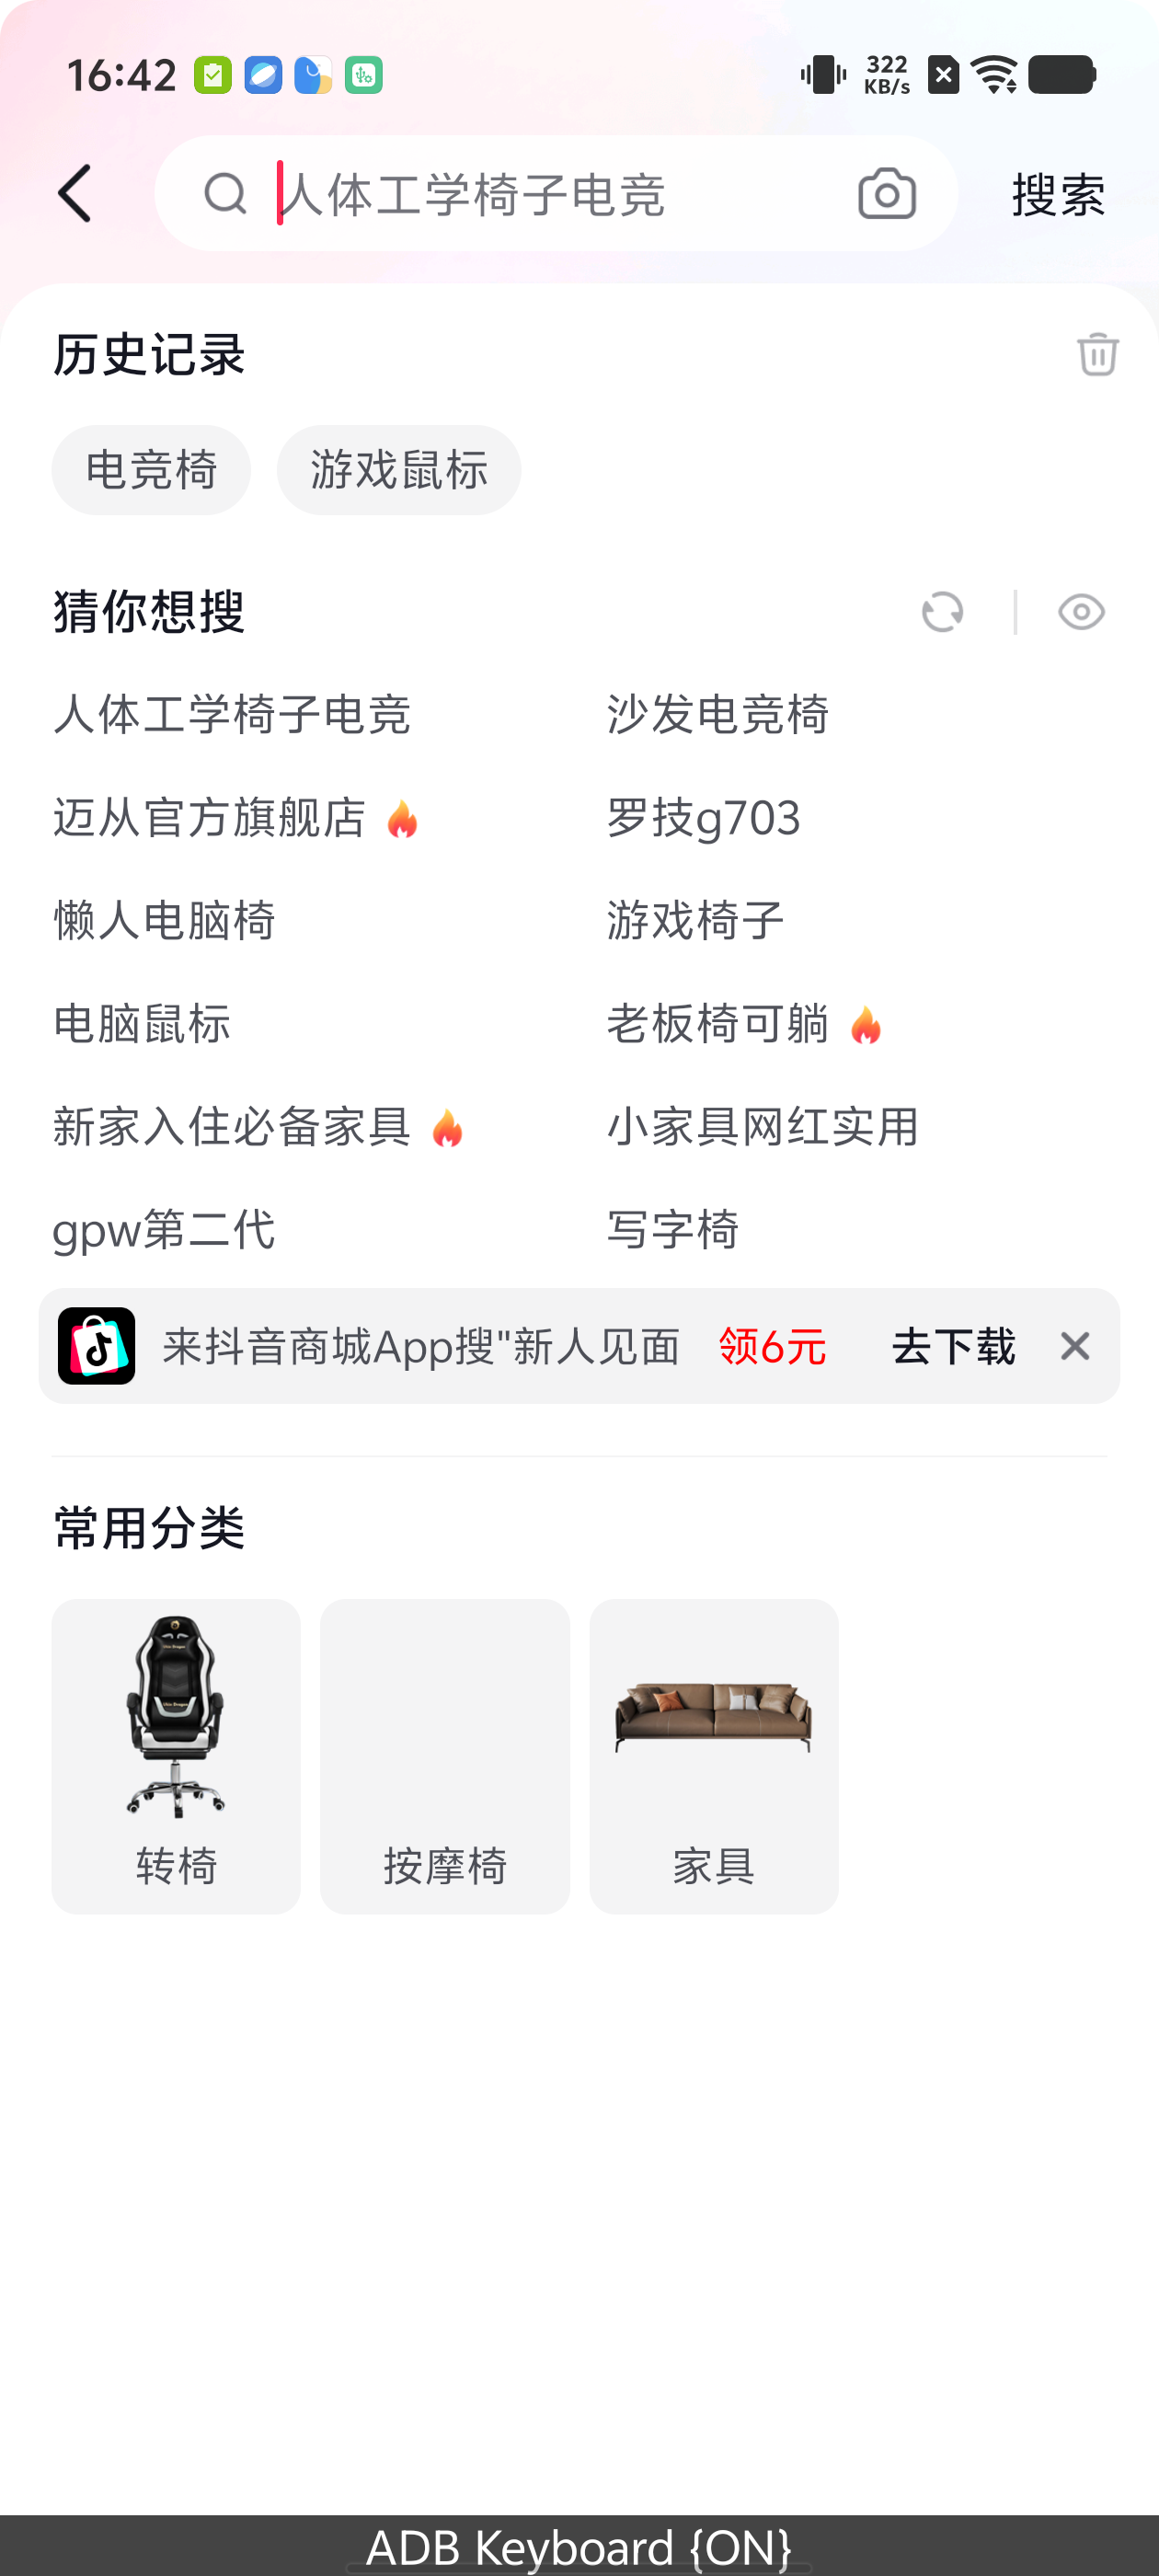 16:42
322
KB/s
人体工学椅子电竞
搜索
历史记录
电竞椅
游戏鼠标
猜你想搜
人体工学椅子电竞
沙发电竞椅
迈从官方旗舰店
罗技g703
懒人电脑椅
游戏椅子
电脑鼠标
老板椅可躺
新家入住必备家具
小家具网红实用
gpw第二代
写字椅
来抖音商城App搜"新人见面
领6元
去下载
常用分类
转椅
按摩椅
家具
ADB Keyboard {ON}